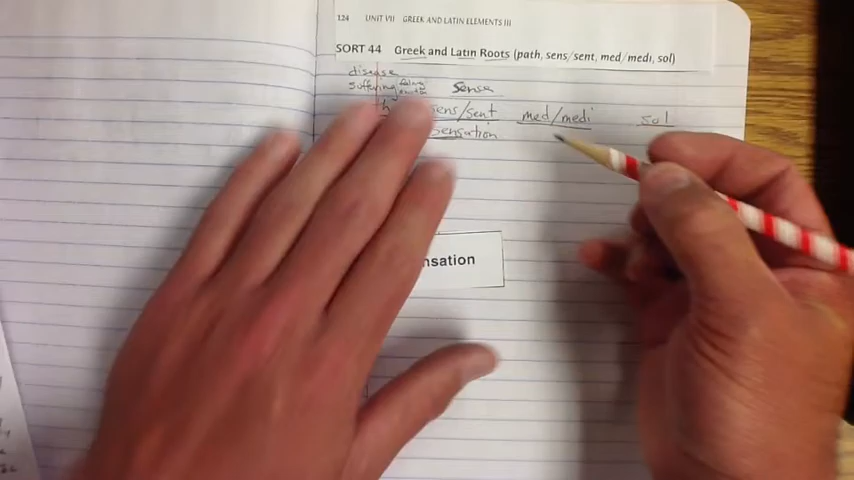 124 UNIT VII GREEK AND LATIN ELEMENTS III
SORT 44 Greek and Latin Roots (path, sens/sent, med/medi, sol)
disease
suffering feeling Sense
h sens/sent med/medi sol
sensation
nsation